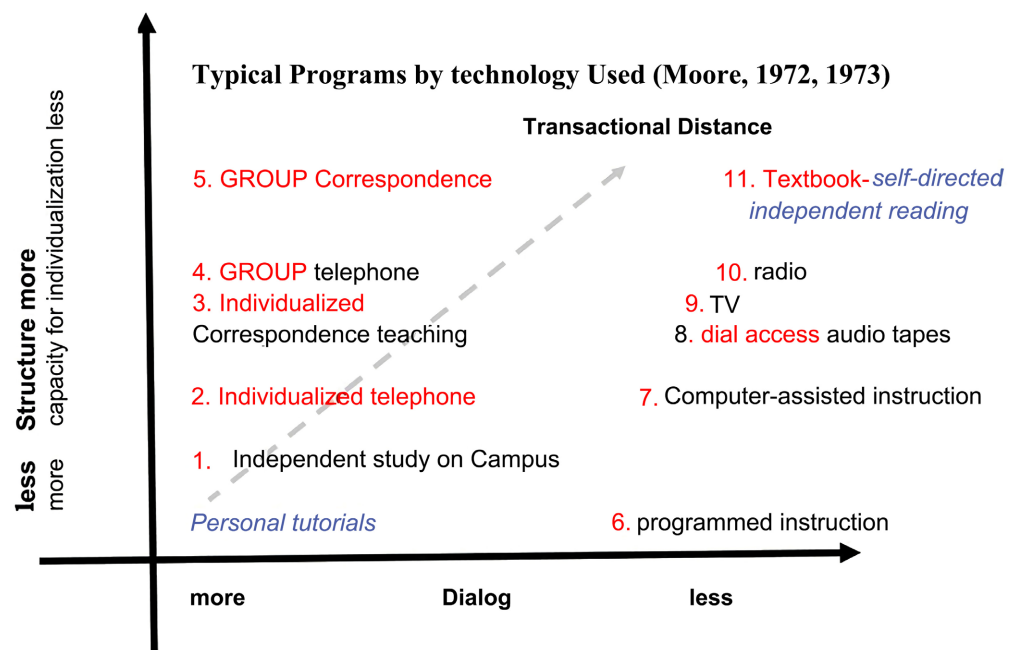 Typical Programs by technology Used (Moore, 1972, 1973)
Transactional Distance
5. GROUP Correspondence
11. Textbook-self-directed
independent reading
4. GROUP telephone
10. radio
3. Individualized
9. TV
Correspondence teaching
8. dial access audio tapes
2. Individualized telephone
7. Computer-assisted instruction
1. Independent study on Campus
Personal tutorials
6. programmed instruction
less Structure more
more capacity for individualization less
more Dialog less